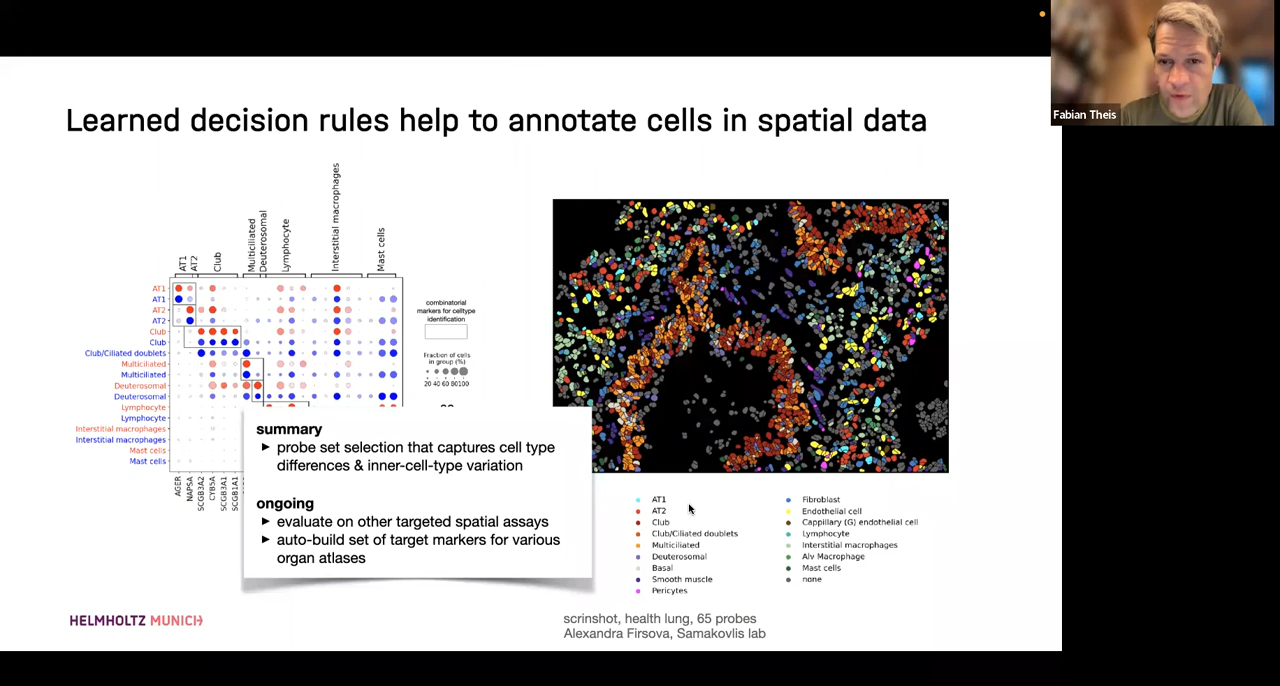 Fabian Theis
Learned decision rules help to annotate cells in spatial data
AT1
AT2
Club
Multiciliated
Deuterosomal
Lymphocyte
Interstitial macrophages
Mast cells
AT1
AT1
AT2
AT2
Club
Club
Club/Ciliated doublets
Multiciliated
Multiciliated
Deuterosomal
Deuterosomal
Lymphocyte
Lymphocyte
Interstitial macrophages
Interstitial macrophages
Mast cells
Mast cells
AGER
NAPSA
SCGB3A2
CYB5A
SCGB3A1
SCGB1A1
combinatorial
markers for celltype
identification
Fraction of cells
in group (%)
20 40 60 80100
summary
► probe set selection that captures cell type
differences & inner-cell-type variation
ongoing
► evaluate on other targeted spatial assays
► auto-build set of target markers for various
organ atlases
AT1
AT2
Club
Club/Ciliated doublets
Multiciliated
Deuterosomal
Basal
Smooth muscle
Pericytes
Fibroblast
Endothelial cell
Cappillary (G) endothelial cell
Lymphocyte
Interstitial macrophages
Alv Macrophage
Mast cells
none
HELMHOLTZ MUNICH
scrinshot, health lung, 65 probes
Alexandra Firsova, Samakovlis lab